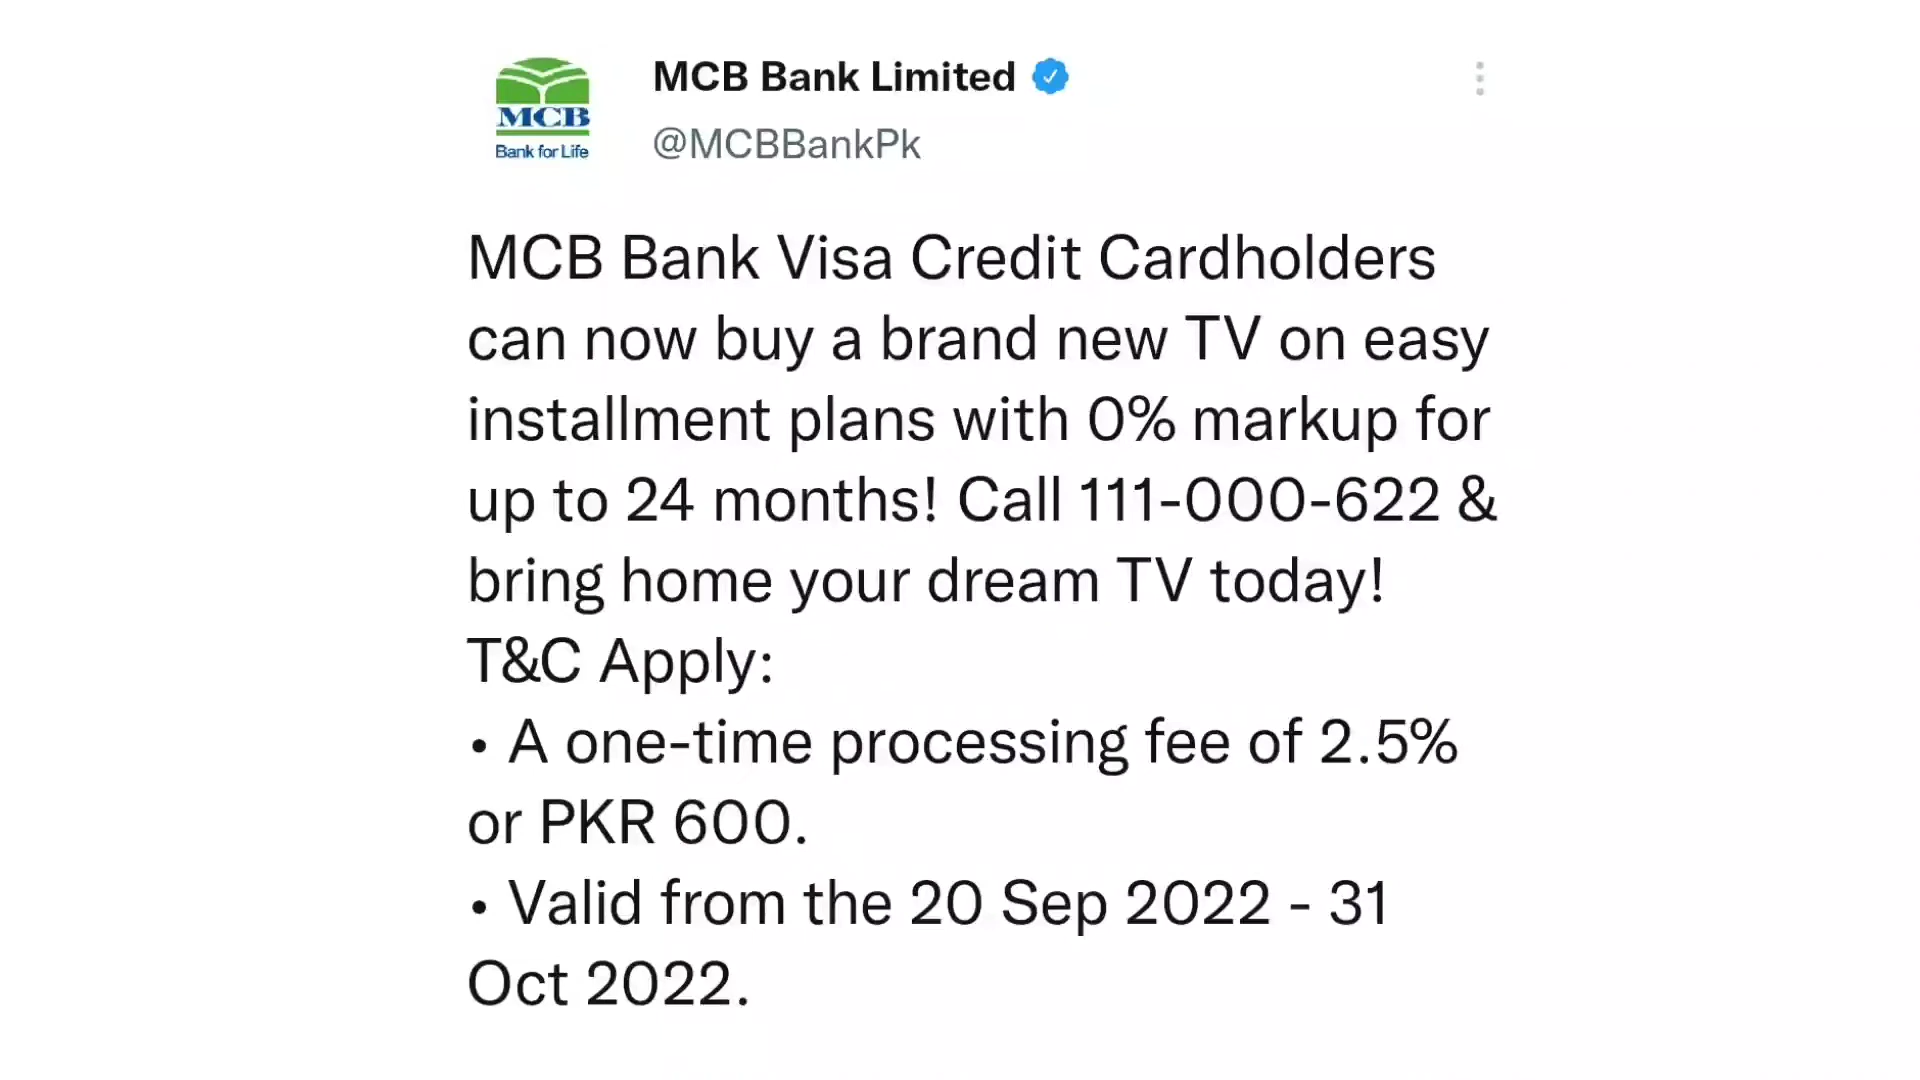 MCB
Bank for Life
MCB Bank Limited
@MCBBankPk
MCB Bank Visa Credit Cardholders
can now buy a brand new TV on easy
installment plans with 0% markup for
up to 24 months! Call 111-000-622 &
bring home your dream TV today!
T&C Apply:
• A one-time processing fee of 2.5%
or PKR 600.
• Valid from the 20 Sep 2022 - 31
Oct 2022.